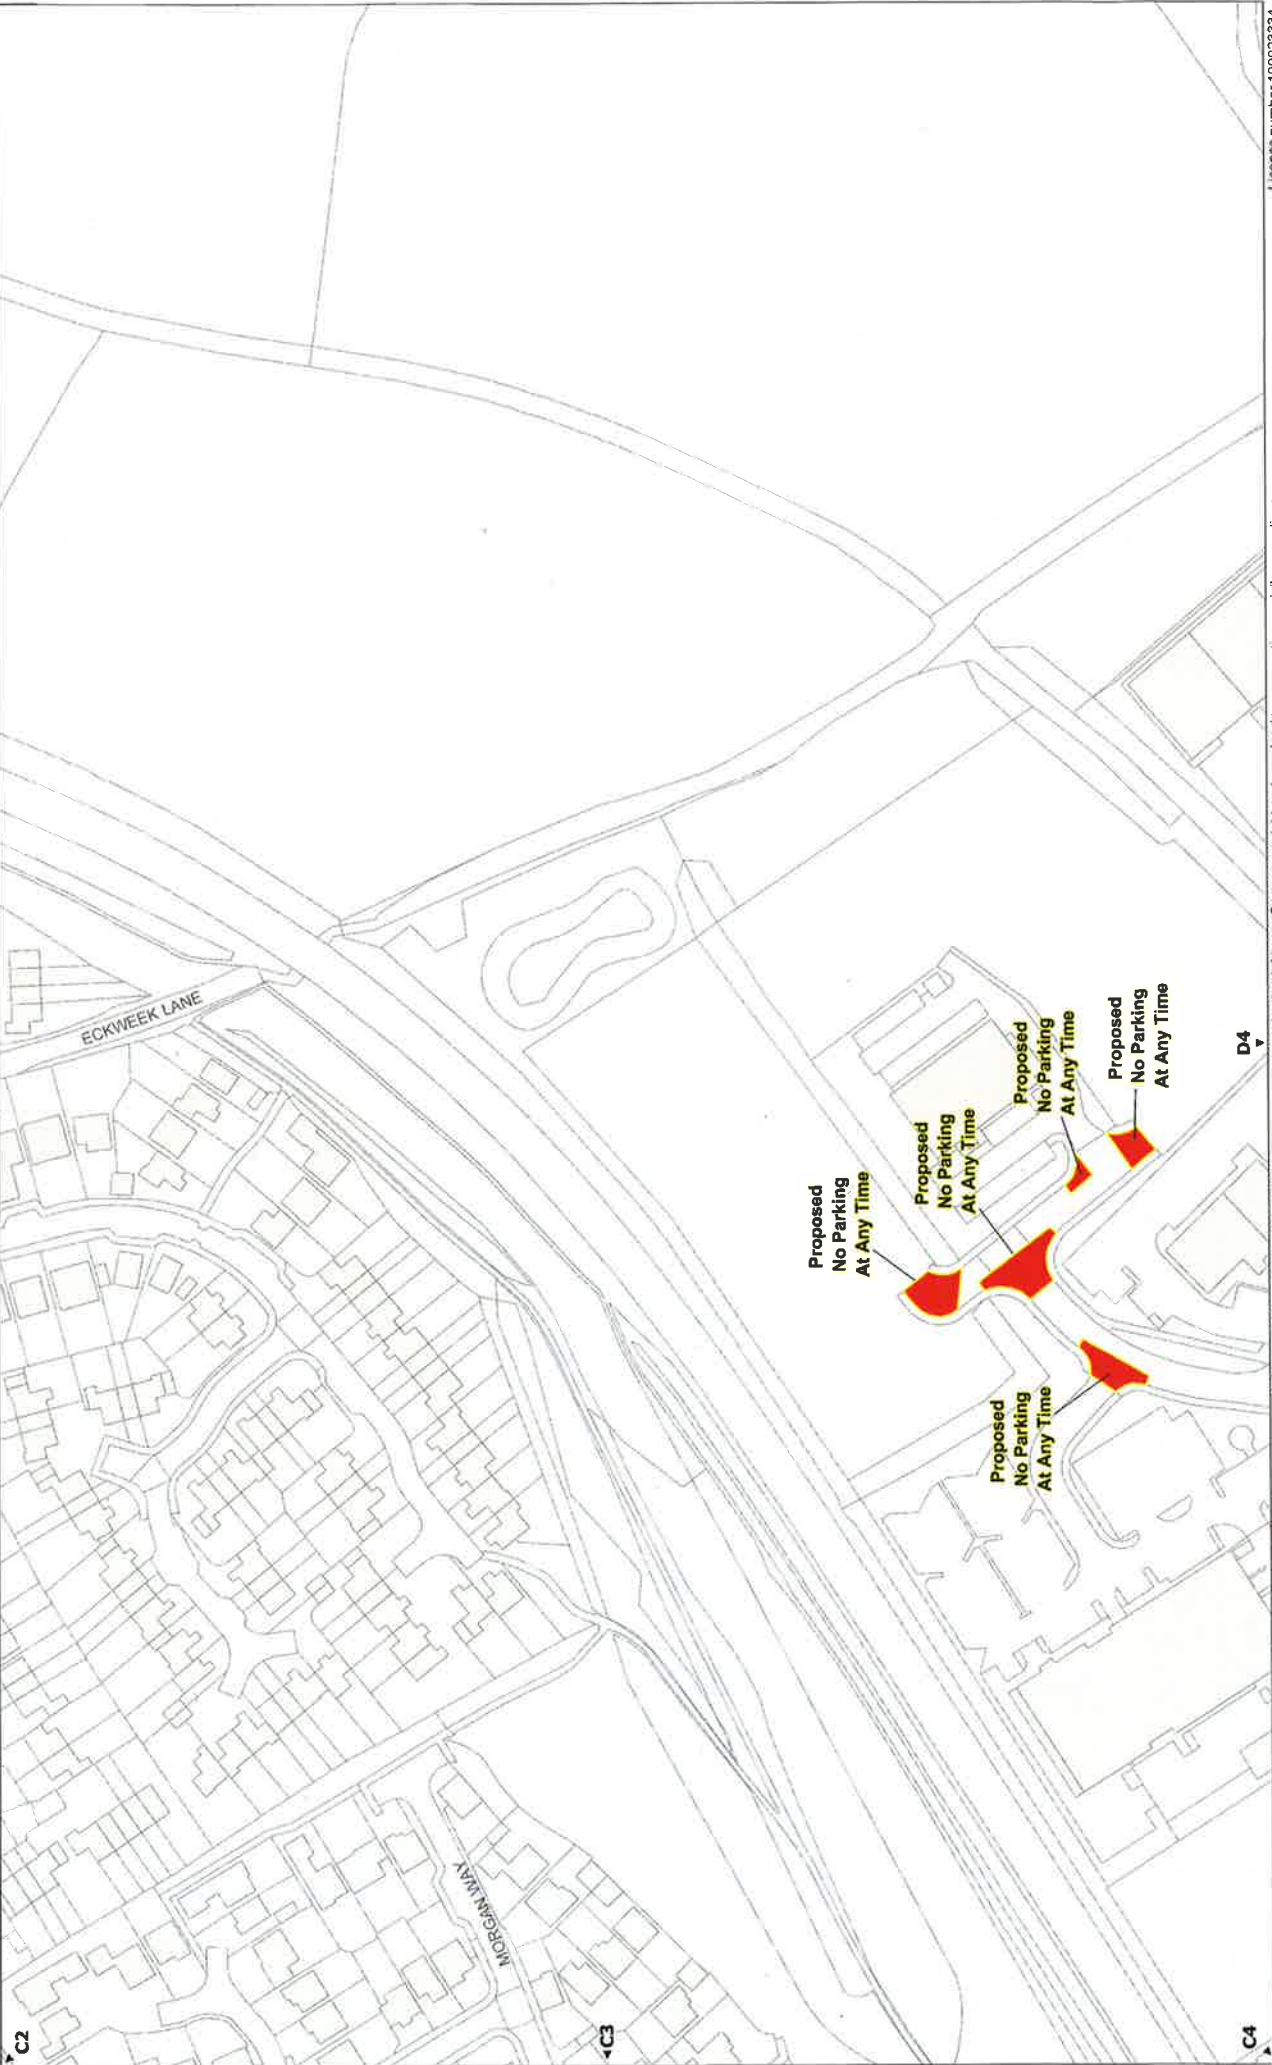 C2
ECKWEEK LANE
MORGAN WAY
C3
Proposed
No Parking
At Any Time
Proposed
No Parking
At Any Time
Proposed
No Parking
At Any Time
Proposed
No Parking
At Any Time
Proposed
No Parking
At Any Time
D4
C4